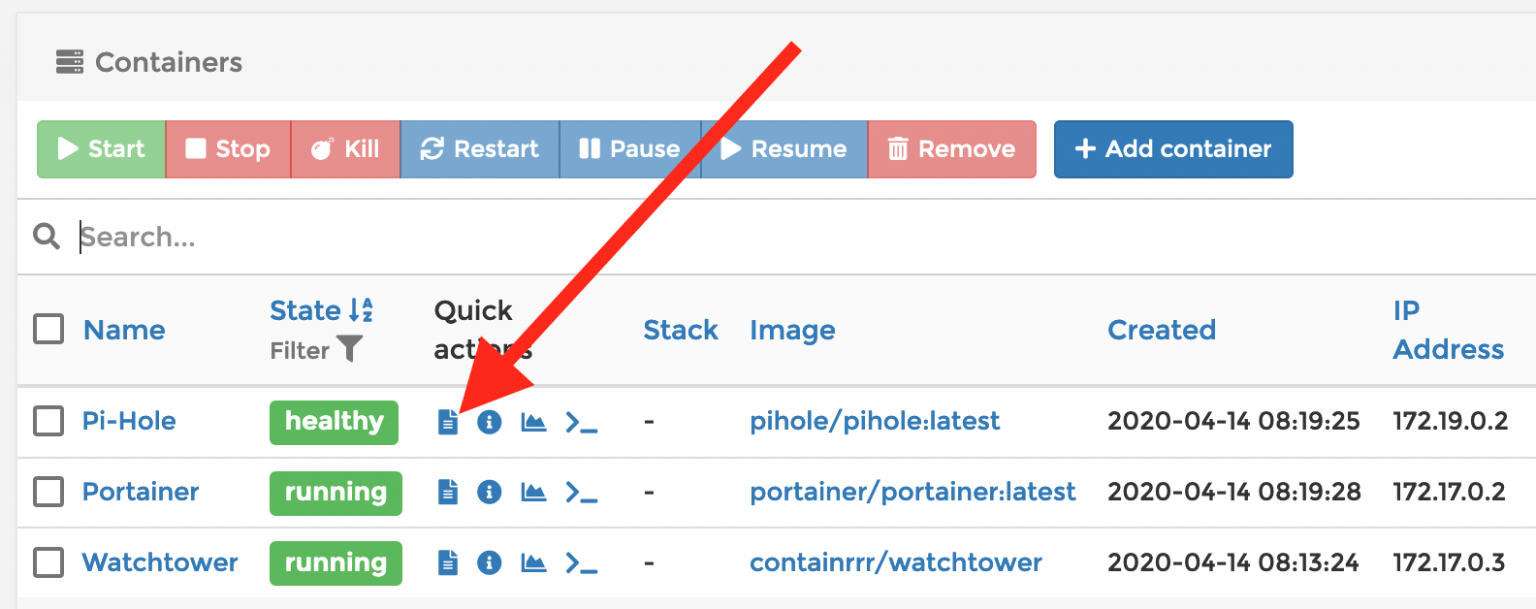 Containers
Start Stop Kill Restart Pause Resume Remove Add container
Search...
Name State Filter Quick actions Stack Image Created IP Address
Pi-Hole healthy - pihole/pihole:latest 2020-04-14 08:19:25 172.19.0.2
Portainer running - portainer/portainer:latest 2020-04-14 08:19:28 172.17.0.2
Watchtower running - containrrr/watchtower 2020-04-14 08:13:24 172.17.0.3